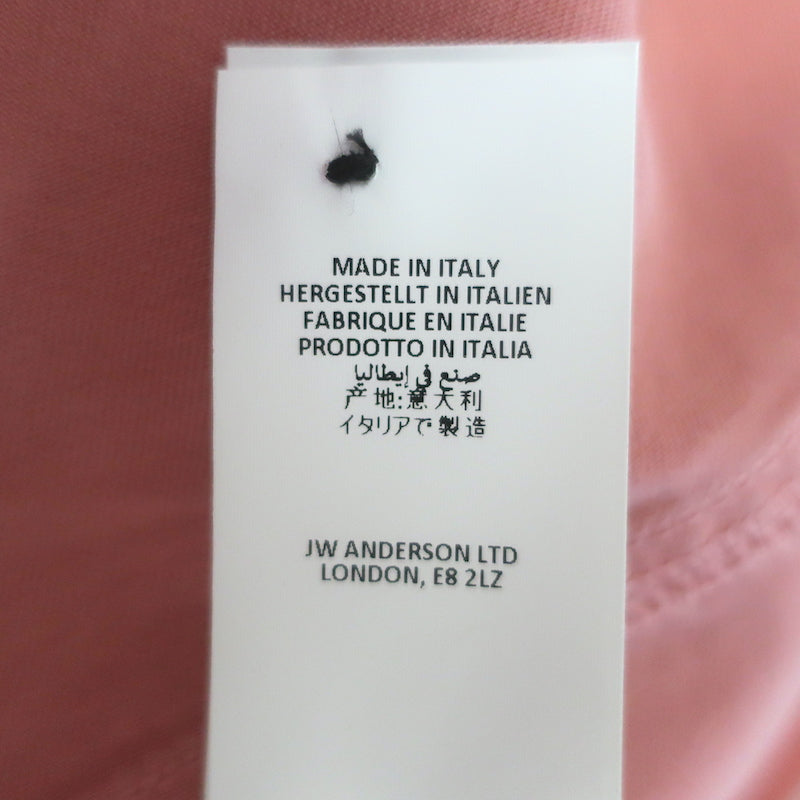 MADE IN ITALY
HERGESTELLT IN ITALIEN
FABRIQUE EN ITALIE
PRODOTTO IN ITALIA
صنع في إيطاليا
产地:意大利
イタリアで製造
JW ANDERSON LTD
LONDON, E8 2LZ